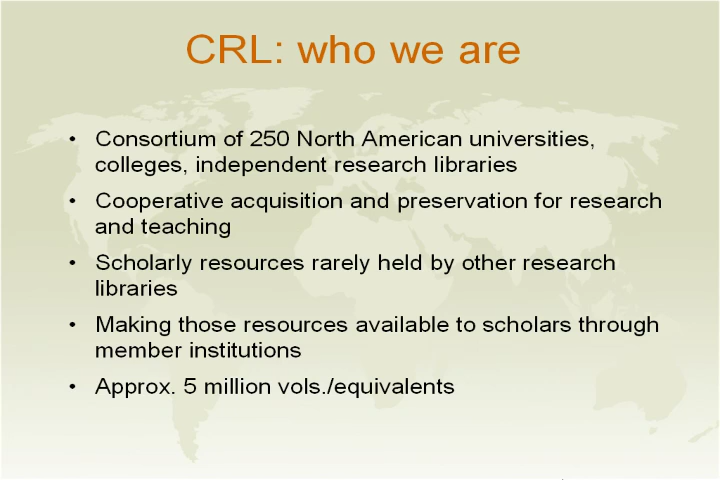 CRL: who we are
• Consortium of 250 North American universities,
colleges, independent research libraries
• Cooperative acquisition and preservation for research
and teaching
• Scholarly resources rarely held by other research
libraries
• Making those resources available to scholars through
member institutions
• Approx. 5 million vols./equivalents